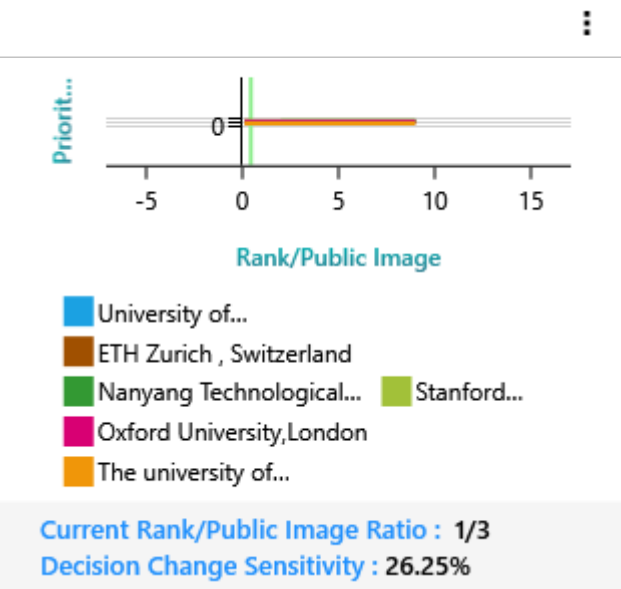 Priorit...
0
-5 0 5 10 15
Rank/Public Image
University of...
ETH Zurich , Switzerland
Nanyang Technological... Stanford...
Oxford University,London
The university of...
Current Rank/Public Image Ratio : 1/3
Decision Change Sensitivity : 26.25%